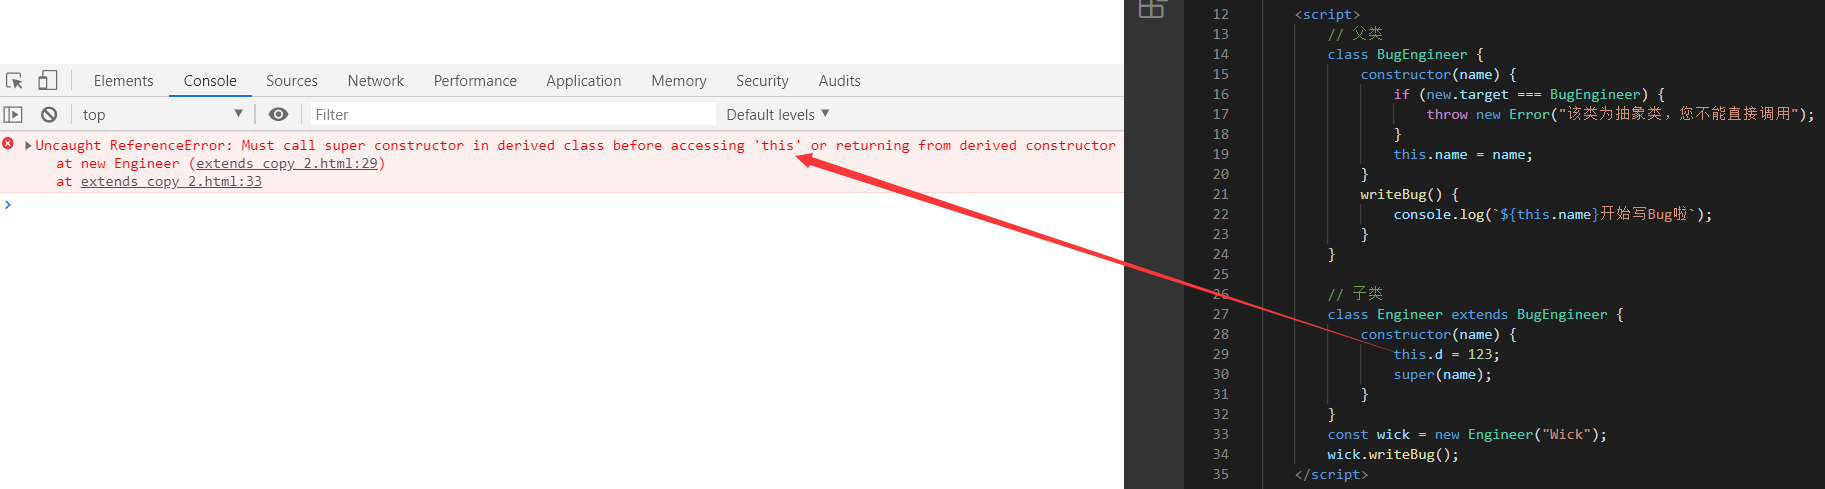 Elements Console Sources Network Performance Application Memory Security Audits
top Filter Default levels
Uncaught ReferenceError: Must call super constructor in derived class before accessing 'this' or returning from derived constructor
at new Engineer (extends copy 2.html:29)
at extends copy 2.html:33
12 <script>
13 // 父类
14 class BugEngineer {
15 constructor(name) {
16 if (new.target === BugEngineer) {
17 throw new Error("该类为抽象类，您不能直接调用");
18 }
19 this.name = name;
20 }
21 writeBug() {
22 console.log(`${this.name}开始写Bug啦`);
23 }
24 }
25
26 // 子类
27 class Engineer extends BugEngineer {
28 constructor(name) {
29 this.d = 123;
30 super(name);
31 }
32 }
33 const wick = new Engineer("Wick");
34 wick.writeBug();
35 </script>